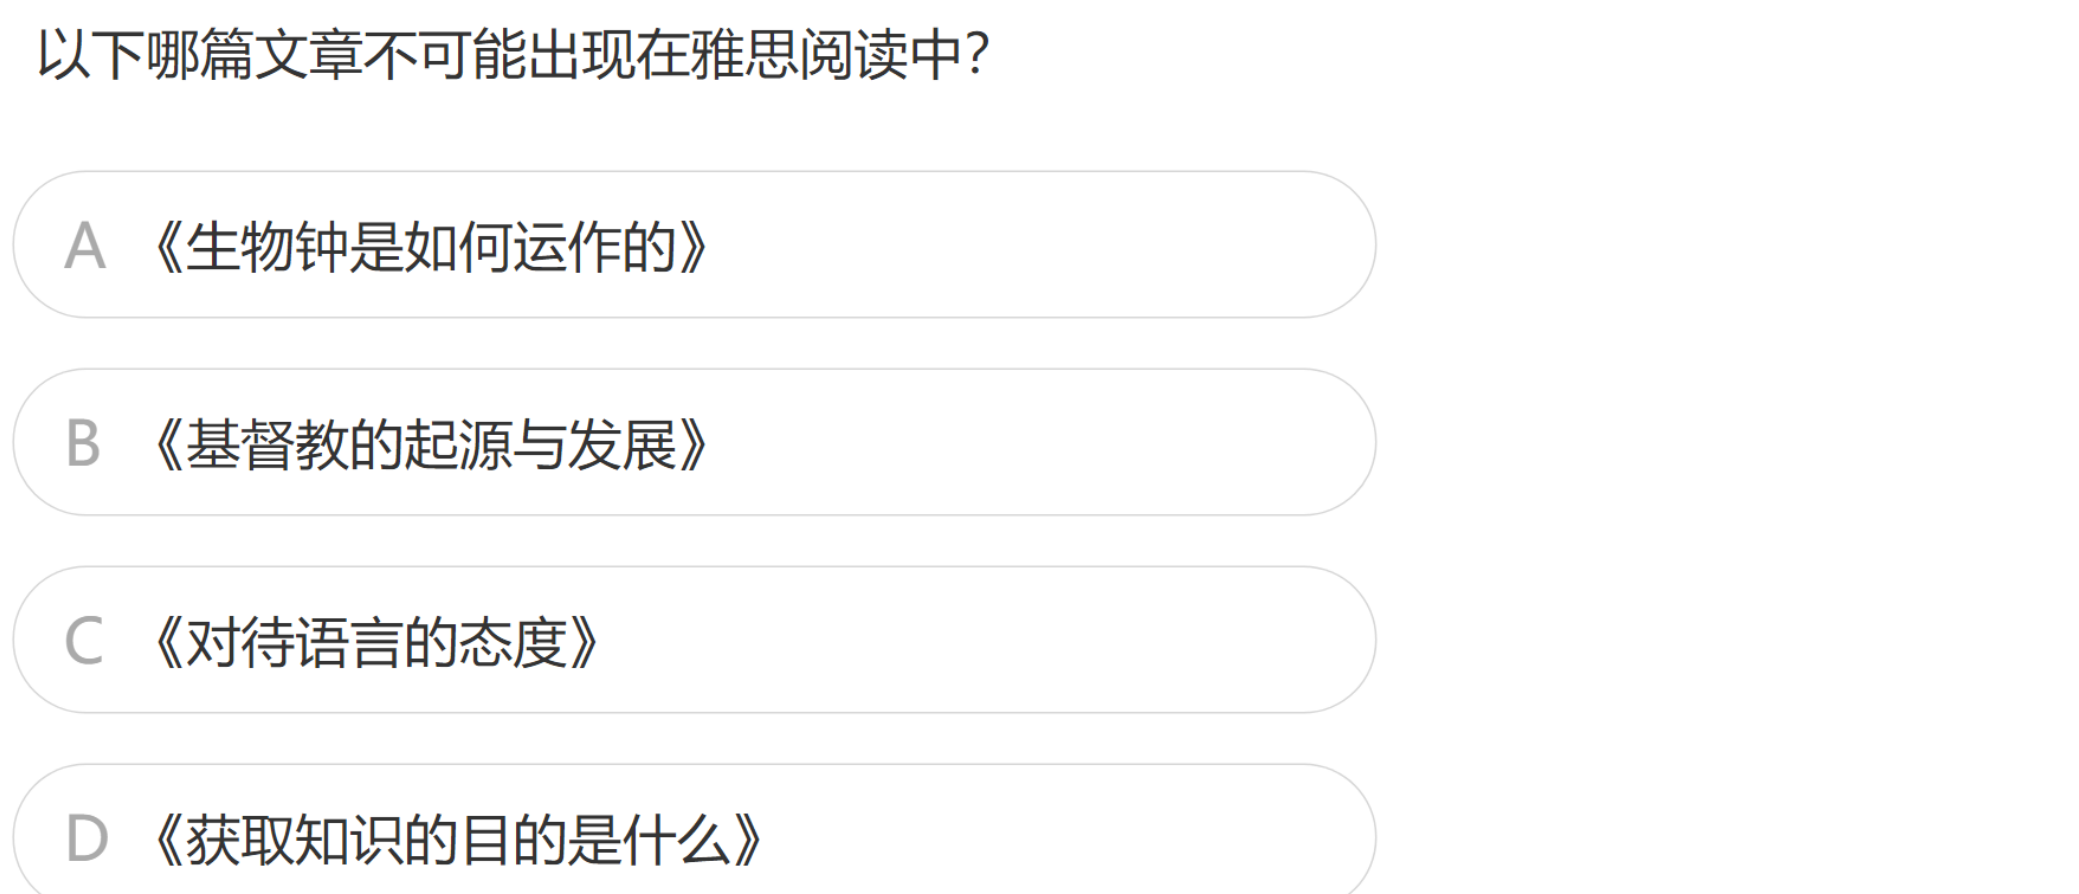 以下哪篇文章不可能出现在雅思阅读中？
A 《生物钟是如何运作的》
B 《基督教的起源与发展》
C 《对待语言的态度》
D 《获取知识的目的是什么》